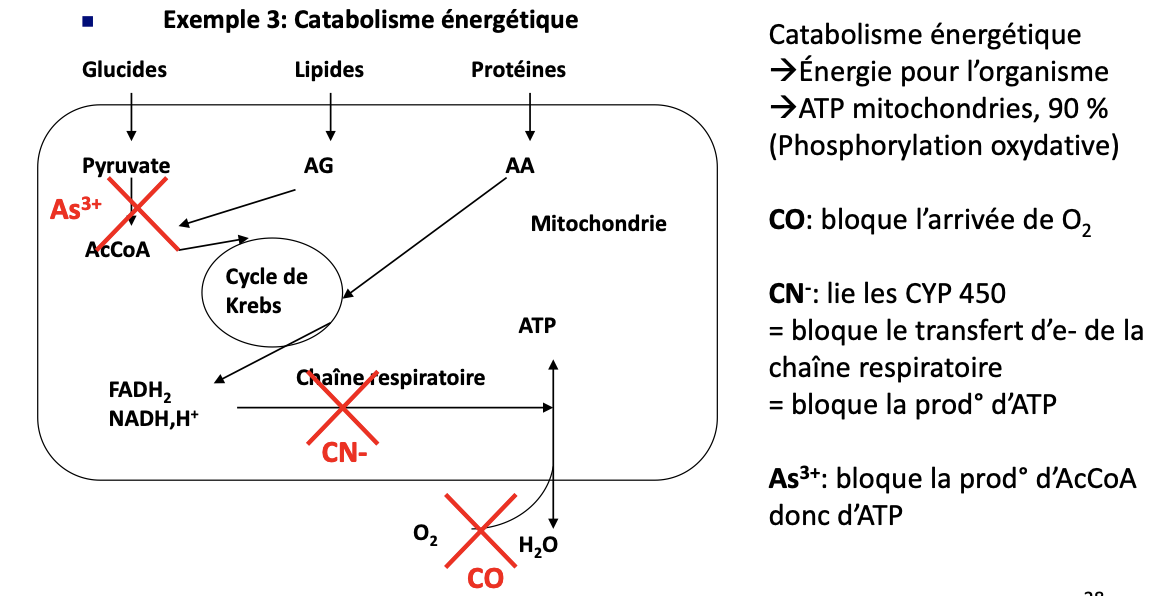 Exemple 3: Catabolisme énergétique
Glucides
Lipides
Protéines
Pyruvate
AG
AA
As³⁺
AcCoA
Mitochondrie
Cycle de
Krebs
ATP
Chaîne respiratoire
FADH₂
NADH,H⁺
CN-
O₂
H₂O
CO
Catabolisme énergétique
→Énergie pour l’organisme
→ATP mitochondries, 90 %
(Phosphorylation oxydative)
CO: bloque l’arrivée de O₂
CN⁻: lie les CYP 450
= bloque le transfert d’e- de la
chaîne respiratoire
= bloque la prod° d’ATP
As³⁺: bloque la prod° d’AcCoA
donc d’ATP